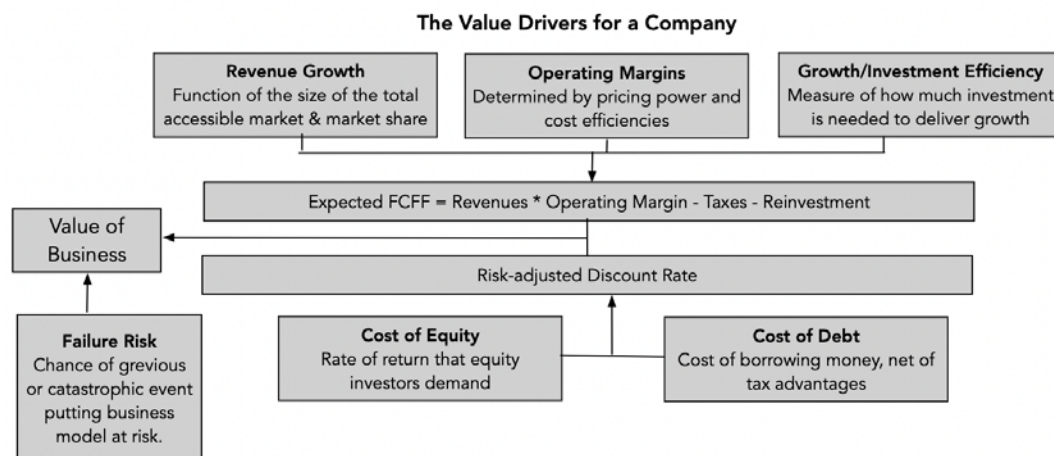 The Value Drivers for a Company
Revenue Growth
Function of the size of the total
accessible market & market share
Operating Margins
Determined by pricing power and
cost efficiencies
Growth/Investment Efficiency
Measure of how much investment
is needed to deliver growth
Expected FCFF = Revenues * Operating Margin - Taxes - Reinvestment
Value of
Business
Risk-adjusted Discount Rate
Failure Risk
Chance of grevious
or catastrophic event
putting business
model at risk.
Cost of Equity
Rate of return that equity
investors demand
Cost of Debt
Cost of borrowing money, net of
tax advantages